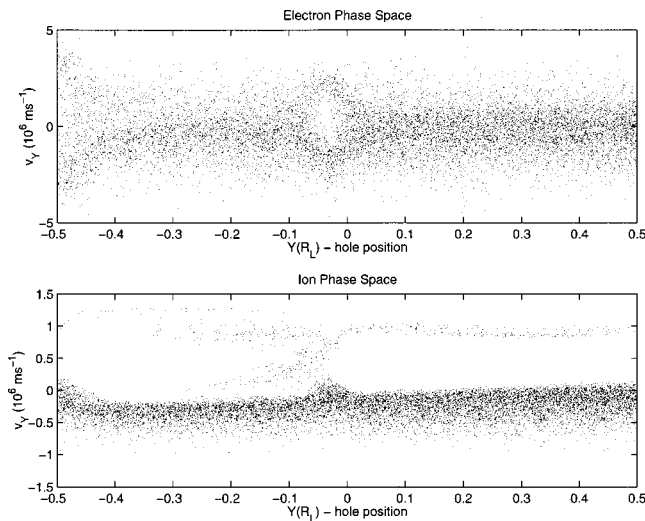 Electron Phase Space
5
0
−5
v_Y (10^6 ms^−1)
−0.5 −0.4 −0.3 −0.2 −0.1 0 0.1 0.2 0.3 0.4 0.5
Y(R_L) − hole position
Ion Phase Space
1.5
1
0.5
0
−0.5
−1
−1.5
v_Y (10^6 ms^−1)
−0.5 −0.4 −0.3 −0.2 −0.1 0 0.1 0.2 0.3 0.4 0.5
Y(R_L) − hole position